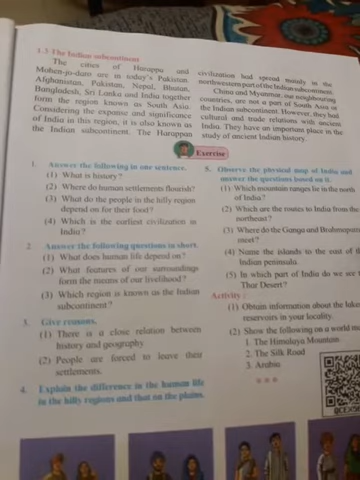 1.3 The Indian subcontinent
The cities of Harappa and
Mohen-jo-daro are in today's Pakistan.
Afghanistan, Pakistan, Nepal, Bhutan,
Bangladesh, Sri Lanka and India together
form the region known as South Asia.
Considering the expanse and significance
of India in this region, it is also known as
the Indian subcontinent. The Harappan
civilization had spread mainly in the
northwestern part of the Indian subcontinent.
China and Myanmar, our neighbouring
countries, are not a part of South Asia or
the Indian subcontinent. However, they had
cultural and trade relations with ancient
India. They have an important place in the
study of ancient Indian history.
Exercise
1. Answer the following in one sentence.
(1) What is history?
(2) Where do human settlements flourish?
(3) What do the people in the hilly region
depend on for their food?
(4) Which is the earliest civilization in
India?
2. Answer the following questions in short.
(1) What does human life depend on?
(2) What features of our surroundings
form the means of our livelihood?
(3) Which region is known as the Indian
subcontinent?
3. Give reasons.
(1) There is a close relation between
history and geography.
(2) People are forced to leave their
settlements.
4. Explain the difference in the human life
in the hilly regions and that on the plains.
5. Observe the physical map of India and
answer the questions based on it.
(1) Which mountain ranges lie in the north
of India?
(2) Which are the routes to India from the
northeast?
(3) Where do the Ganga and Brahmaputra
meet?
(4) Name the islands to the east of the
Indian peninsula.
(5) In which part of India do we see
Thar Desert?
Activity :
(1) Obtain information about the lake
reservoirs in your locality.
(2) Show the following on a world
1. The Himalaya Mountain
2. The Silk Road
3. Arabia
* * *